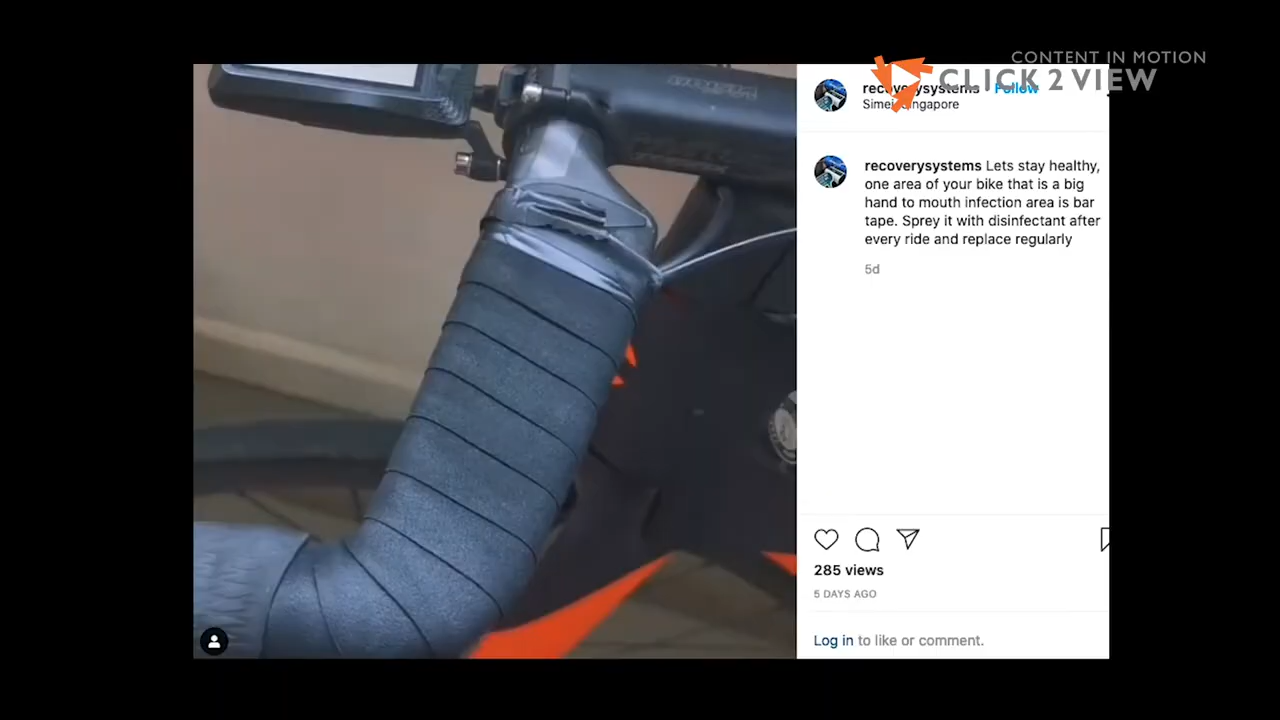 CONTENT IN MOTION
CLICK 2 VIEW
recoverysystems Follow
Simei, Singapore
recoverysystems Lets stay healthy,
one area of your bike that is a big
hand to mouth infection area is bar
tape. Sprey it with disinfectant after
every ride and replace regularly
5d
285 views
5 DAYS AGO
Log in to like or comment.